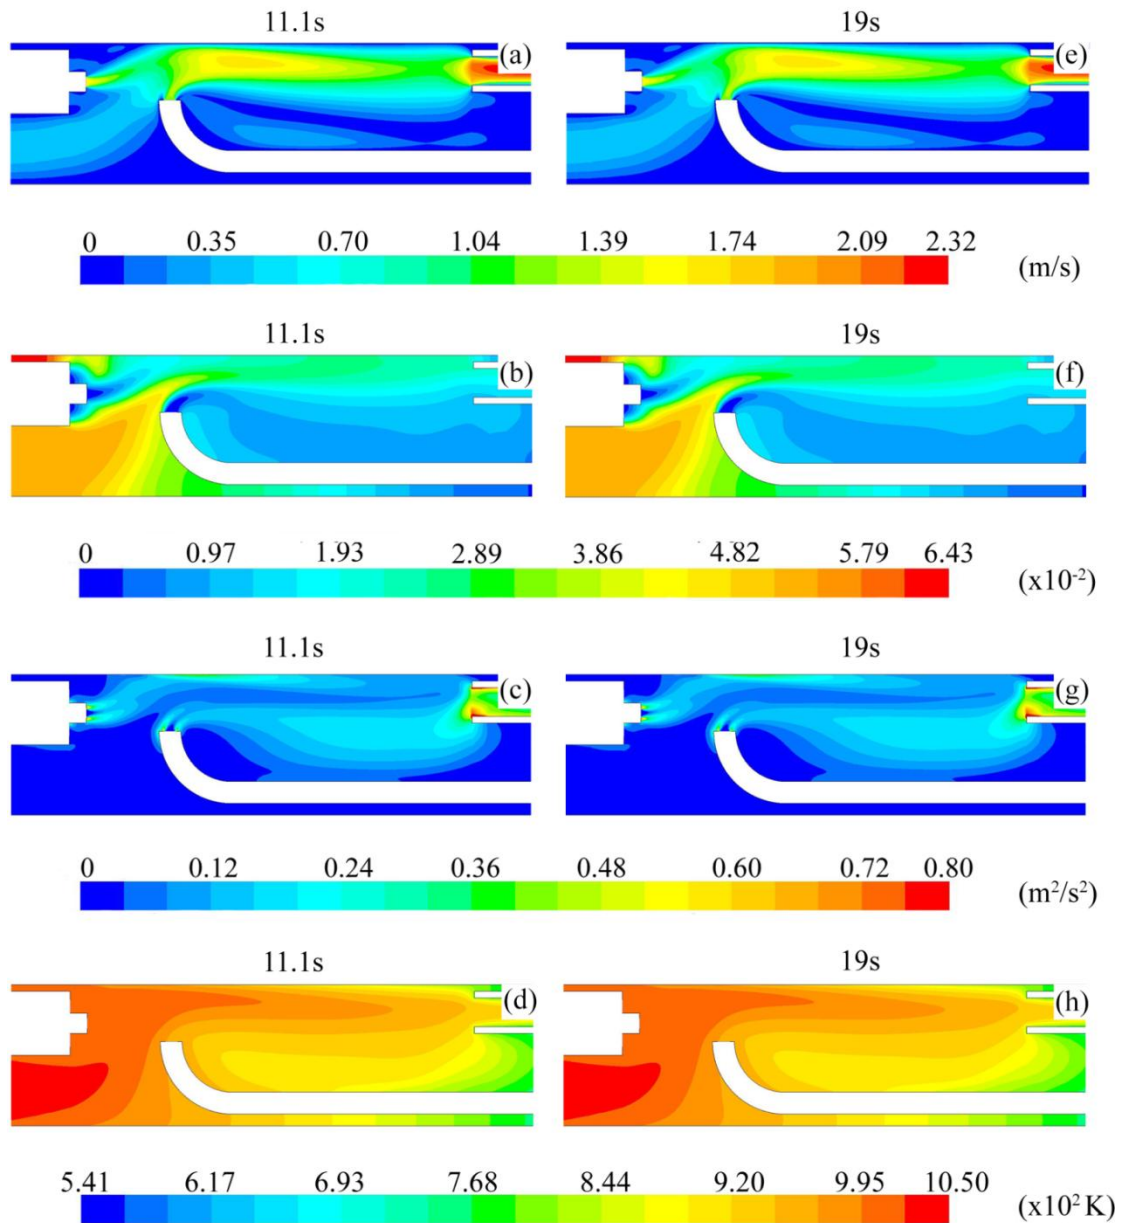 11.1s 19s
(a) (e)
0 0.35 0.70 1.04 1.39 1.74 2.09 2.32
(m/s)
11.1s 19s
(b) (f)
0 0.97 1.93 2.89 3.86 4.82 5.79 6.43
(x10⁻²)
11.1s 19s
(c) (g)
0 0.12 0.24 0.36 0.48 0.60 0.72 0.80
(m²/s²)
11.1s 19s
(d) (h)
5.41 6.17 6.93 7.68 8.44 9.20 9.95 10.50
(x10² K)